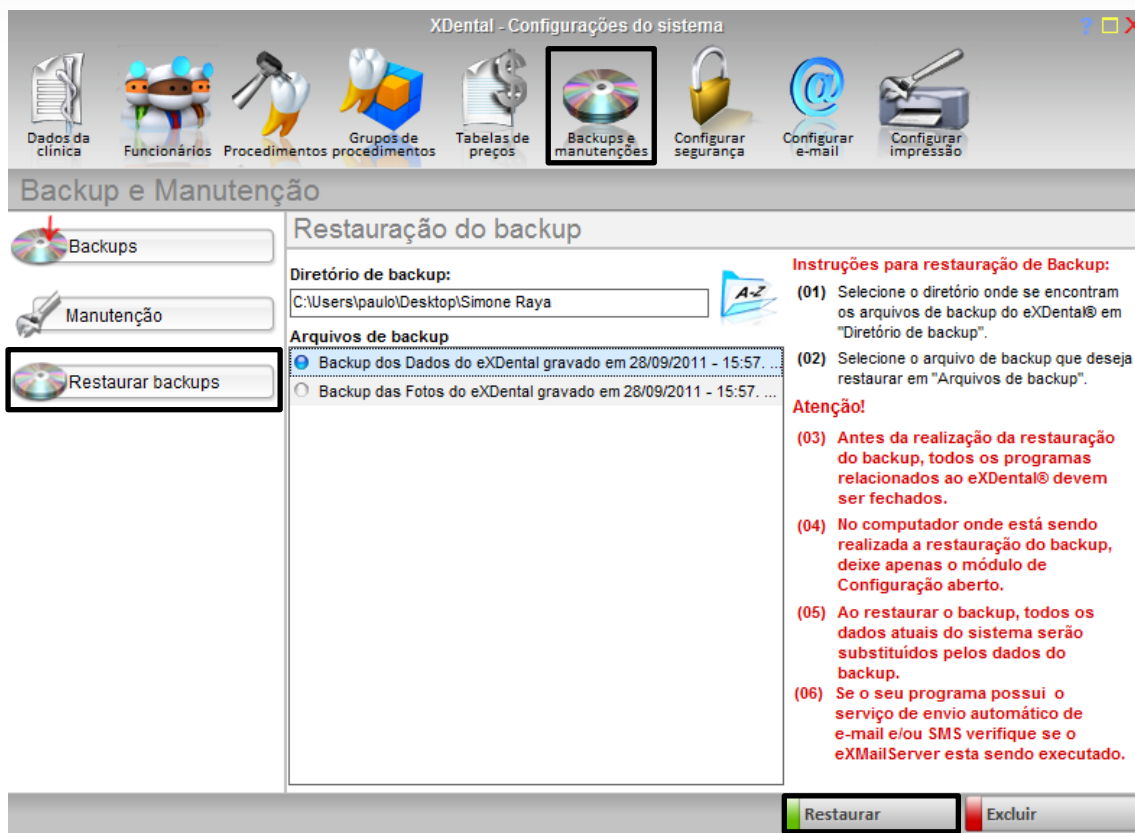 XDental - Configurações do sistema
? X
Dados da
clínica
Funcionários
Procedimentos
Grupos de
procedimentos
Tabelas de
preços
Backups e
manutenções
Configurar
segurança
@
Configurar
e-mail
Configurar
impressão
Backup e Manutenção
Backups
Manutenção
Restaurar backups
Restauração do backup
Diretório de backup:
C:\Users\paulo\Desktop\Simone Raya
A-Z
Arquivos de backup
Backup dos Dados do eXDental gravado em 28/09/2011 - 15:57. ...
Backup das Fotos do eXDental gravado em 28/09/2011 - 15:57. ...
Instruções para restauração de Backup:
(01) Selecione o diretório onde se encontram
os arquivos de backup do eXDental® em
"Diretório de backup".
(02) Selecione o arquivo de backup que deseja
restaurar em "Arquivos de backup".
Atenção!
(03) Antes da realização da restauração
do backup, todos os programas
relacionados ao eXDental® devem
ser fechados.
(04) No computador onde está sendo
realizada a restauração do backup,
deixe apenas o módulo de
Configuração aberto.
(05) Ao restaurar o backup, todos os
dados atuais do sistema serão
substituídos pelos dados do
backup.
(06) Se o seu programa possui o
serviço de envio automático de
e-mail e/ou SMS verifique se o
eXMailServer esta sendo executado.
Restaurar
Excluir